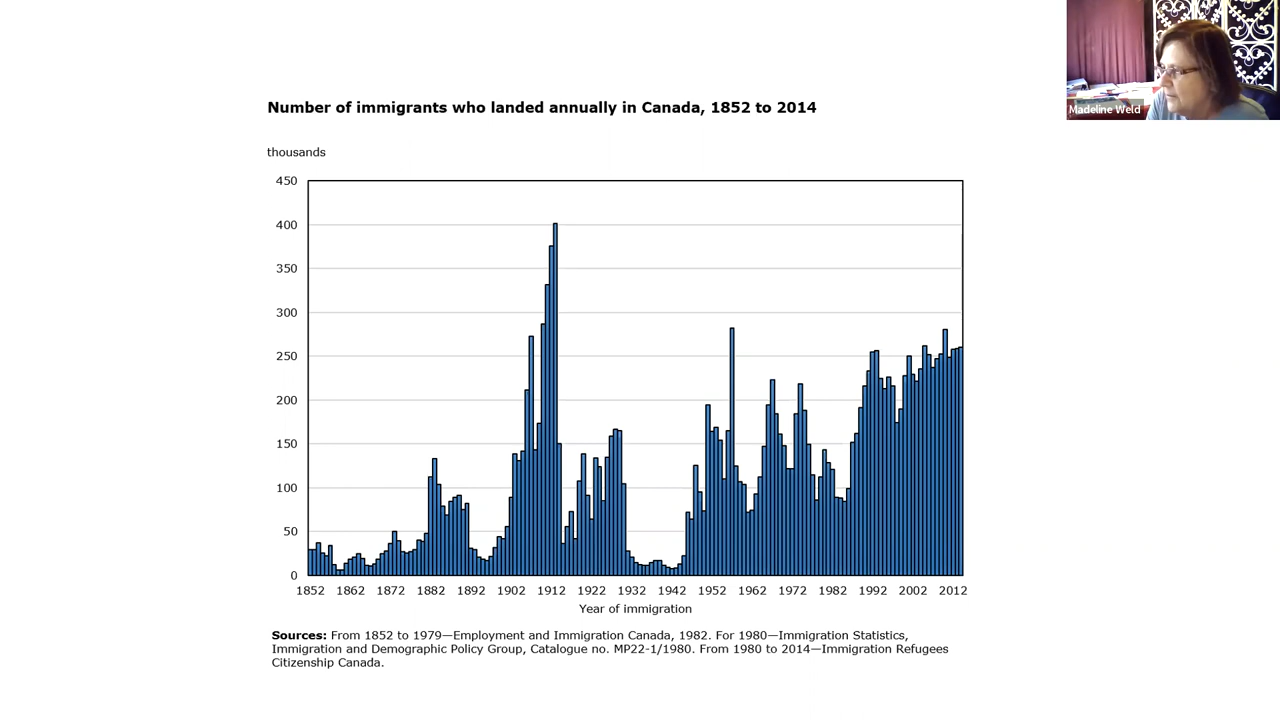 Madeline Weld
Number of immigrants who landed annually in Canada, 1852 to 2014
thousands
450
400
350
300
250
200
150
100
50
0
1852 1862 1872 1882 1892 1902 1912 1922 1932 1942 1952 1962 1972 1982 1992 2002 2012
Year of immigration
Sources: From 1852 to 1979—Employment and Immigration Canada, 1982. For 1980—Immigration Statistics,
Immigration and Demographic Policy Group, Catalogue no. MP22-1/1980. From 1980 to 2014—Immigration Refugees
Citizenship Canada.